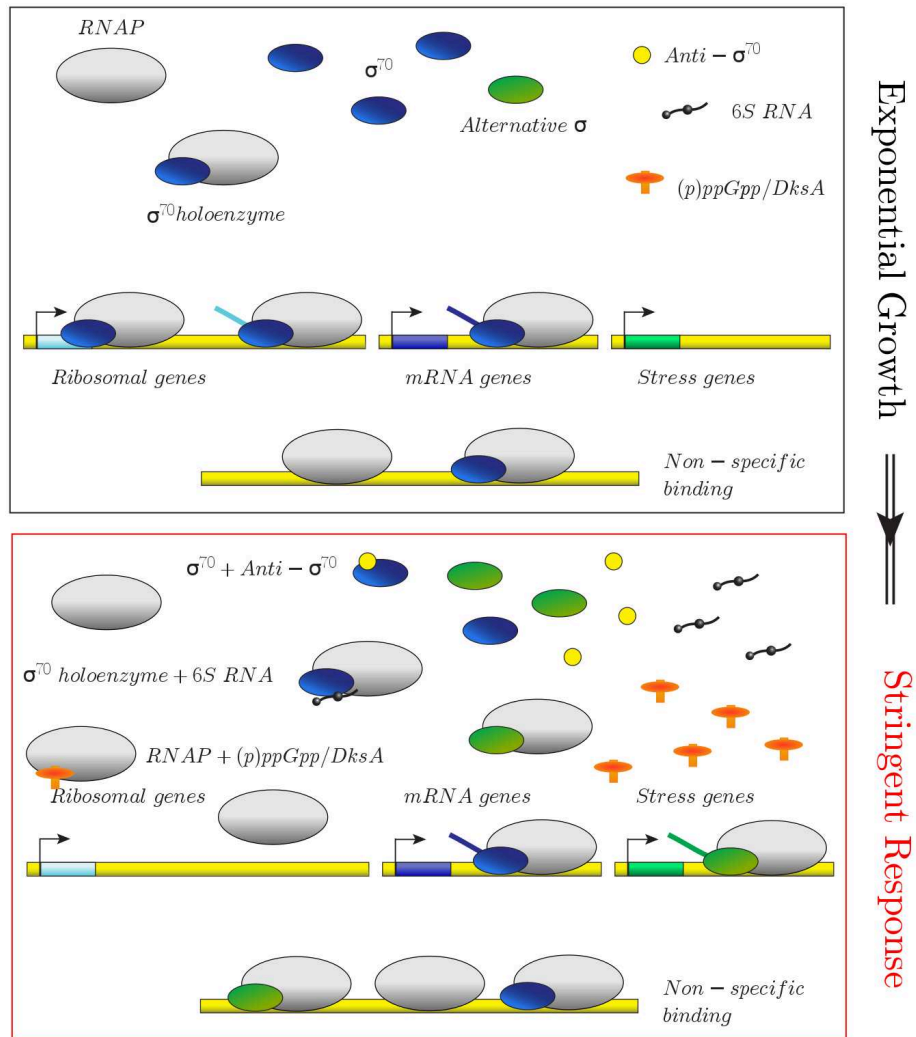 RNAP
σ⁷⁰
Alternative σ
Anti − σ⁷⁰
6S RNA
(p)ppGpp/DksA
σ⁷⁰holoenzyme
Ribosomal genes
mRNA genes
Stress genes
Non − specific
binding
Exponential Growth
σ⁷⁰ + Anti − σ⁷⁰
σ⁷⁰ holoenzyme + 6S RNA
RNAP + (p)ppGpp/DksA
Ribosomal genes
mRNA genes
Stress genes
Non − specific
binding
Stringent Response